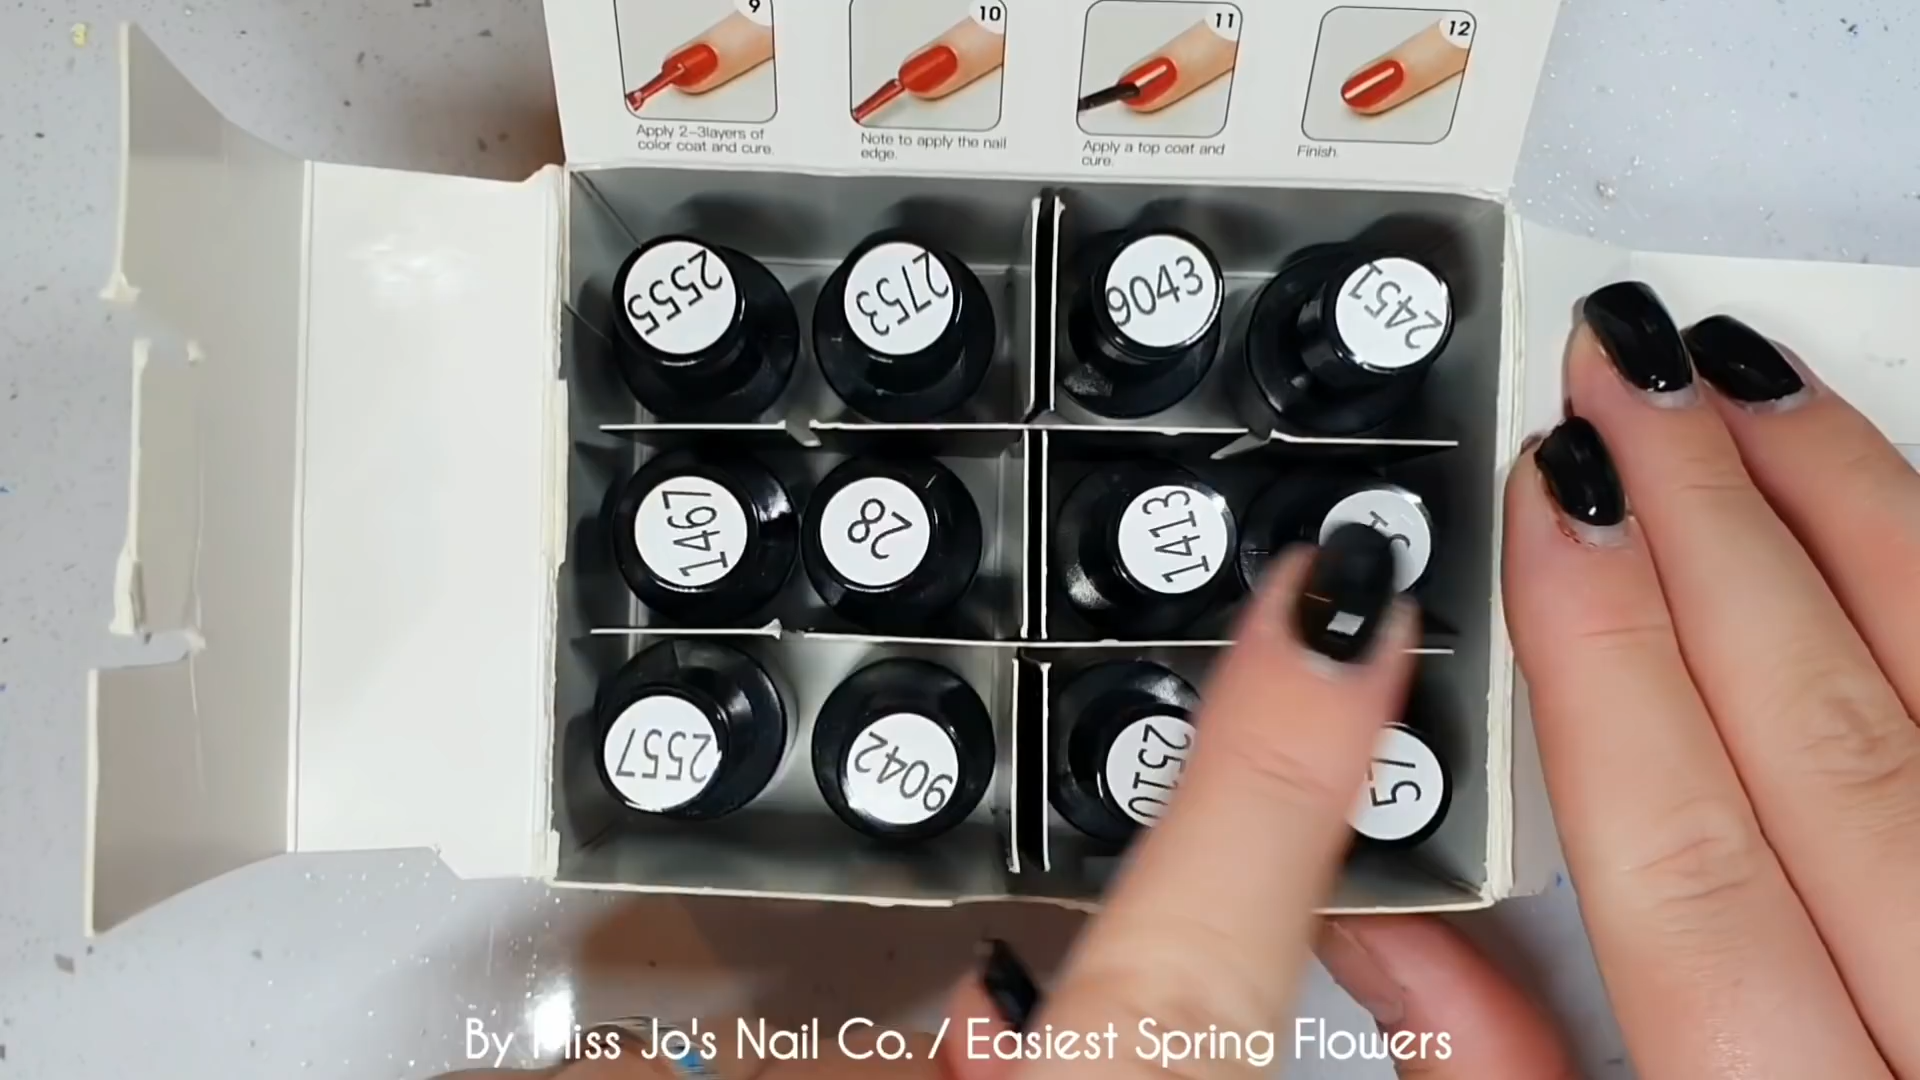 9
10
11
12
Apply 2-3layers of
color coat and cure.
Note to apply the nail
edge.
Apply a top coat and
cure.
Finish.
2555
2753
9043
2451
1467
28
1413
2557
9042
2510
By Miss Jo's Nail Co. / Easiest Spring Flowers